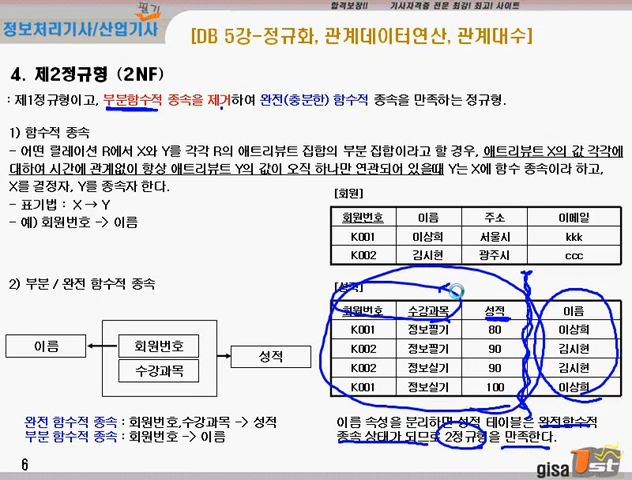 합격보장!! 기사자격증 전문 최강! 최고! 사이트
필기
정보처리기사/산업기사
[DB 5강-정규화, 관계데이터연산, 관계대수]
4. 제2정규형 (2NF)
: 제1정규형이고, 부분함수적 종속을 제거하여 완전(충분한) 함수적 종속을 만족하는 정규형.
1) 함수적 종속
- 어떤 릴레이션 R에서 X와 Y를 각각 R의 애트리뷰트 집합의 부분 집합이라고 할 경우, 애트리뷰트 X의 값 각각에
대하여 시간에 관계없이 항상 애트리뷰트 Y의 값이 오직 하나만 연관되어 있을때 Y는 X에 함수 종속이라 하고,
X를 결정자, Y를 종속자 한다.
- 표기법 : X → Y
- 예) 회원번호 -> 이름
[회원]
회원번호 이름 주소 이메일
K001 이상희 서울시 kkk
K002 김시현 광주시 ccc
2) 부분 / 완전 함수적 종속
[성적]
회원번호 수강과목 성적 이름
K001 정보필기 80 이상희
K002 정보필기 90 김시현
K002 정보실기 90 김시현
K001 정보실기 100 이상희
이름
회원번호
수강과목
성적
완전 함수적 종속 : 회원번호,수강과목 -> 성적
부분 함수적 종속 : 회원번호 -> 이름
이름 속성을 분리하면 성적 테이블은 완전함수적
종속 상태가 되므로 2정규형을 만족한다.
6
gisa 1st